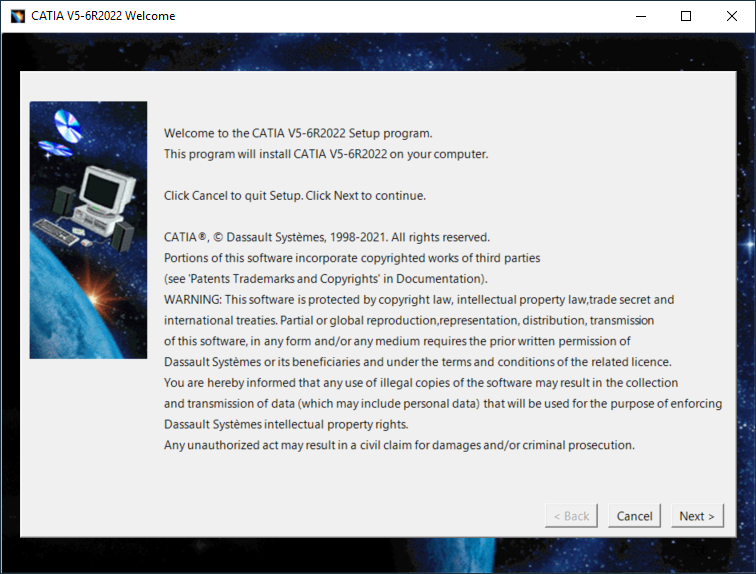 CATIA V5-6R2022 Welcome
Welcome to the CATIA V5-6R2022 Setup program.
This program will install CATIA V5-6R2022 on your computer.
Click Cancel to quit Setup. Click Next to continue.
CATIA®, © Dassault Systèmes, 1998-2021. All rights reserved.
Portions of this software incorporate copyrighted works of third parties
(see 'Patents Trademarks and Copyrights' in Documentation).
WARNING: This software is protected by copyright law, intellectual property law,trade secret and
international treaties. Partial or global reproduction,representation, distribution, transmission
of this software, in any form and/or any medium requires the prior written permission of
Dassault Systèmes or its beneficiaries and under the terms and conditions of the related licence.
You are hereby informed that any use of illegal copies of the software may result in the collection
and transmission of data (which may include personal data) that will be used for the purpose of enforcing
Dassault Systèmes intellectual property rights.
Any unauthorized act may result in a civil claim for damages and/or criminal prosecution.
< Back Cancel Next >